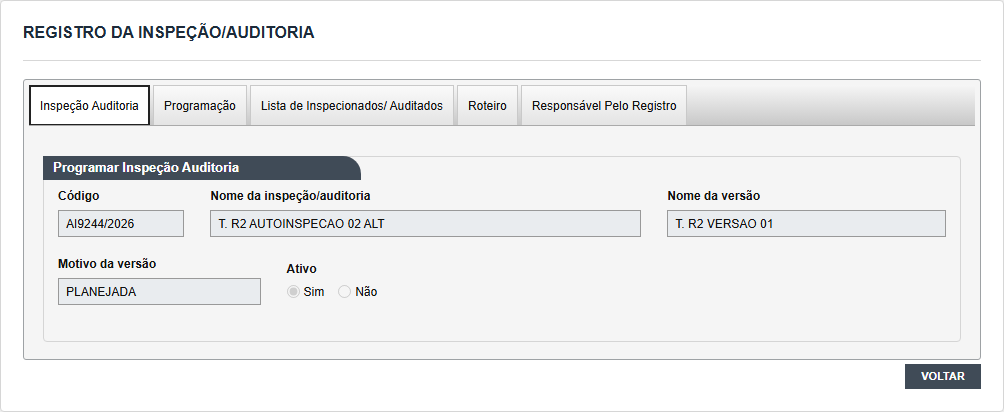 REGISTRO DA INSPEÇÃO/AUDITORIA
Inspeção Auditoria Programação Lista de Inspecionados/ Auditados Roteiro Responsável Pelo Registro
Programar Inspeção Auditoria
Código Nome da inspeção/auditoria Nome da versão
AI9244/2026 T. R2 AUTOINSPECAO 02 ALT T. R2 VERSAO 01
Motivo da versão Ativo
PLANEJADA Sim Não
VOLTAR